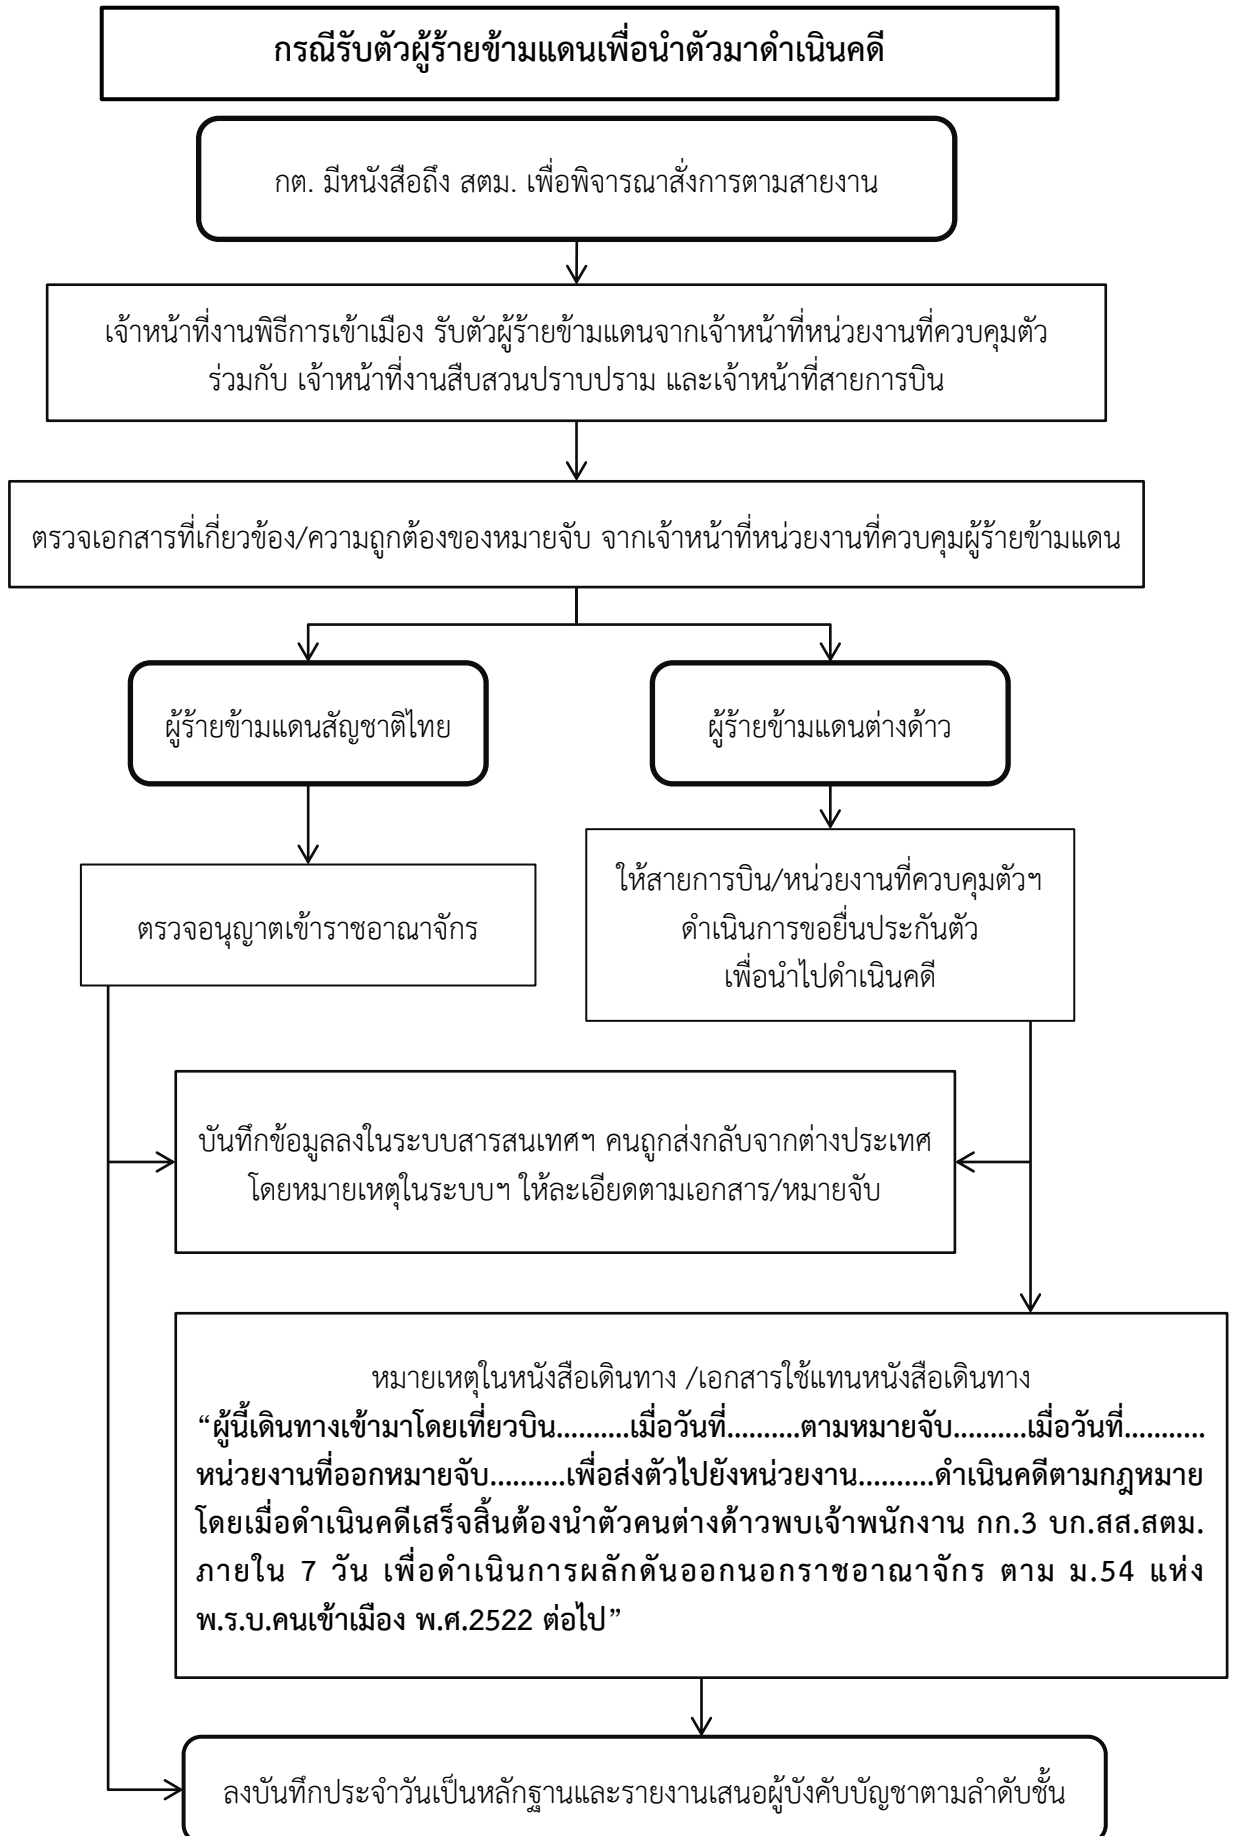 กรณีรับตัวผู้ร้ายข้ามแดนเพื่อนำตัวมาดำเนินคดี
กต. มีหนังสือถึง สตม. เพื่อพิจารณาสั่งการตามสายงาน
เจ้าหน้าที่งานพิธีการเข้าเมือง รับตัวผู้ร้ายข้ามแดนจากเจ้าหน้าที่หน่วยงานที่ควบคุมตัว
ร่วมกับ เจ้าหน้าที่งานสืบสวนปราบปราม และเจ้าหน้าที่สายการบิน
ตรวจเอกสารที่เกี่ยวข้อง/ความถูกต้องของหมายจับ จากเจ้าหน้าที่หน่วยงานที่ควบคุมผู้ร้ายข้ามแดน
ผู้ร้ายข้ามแดนสัญชาติไทย
ผู้ร้ายข้ามแดนต่างด้าว
ตรวจอนุญาตเข้าราชอาณาจักร
ให้สายการบิน/หน่วยงานที่ควบคุมตัวฯ
ดำเนินการขอยื่นประกันตัว
เพื่อนำไปดำเนินคดี
บันทึกข้อมูลลงในระบบสารสนเทศฯ คนถูกส่งกลับจากต่างประเทศ
โดยหมายเหตุในระบบฯ ให้ละเอียดตามเอกสาร/หมายจับ
หมายเหตุในหนังสือเดินทาง /เอกสารใช้แทนหนังสือเดินทาง
“ผู้นี้เดินทางเข้ามาโดยเที่ยวบิน..........เมื่อวันที่..........ตามหมายจับ..........เมื่อวันที่...........
หน่วยงานที่ออกหมายจับ..........เพื่อส่งตัวไปยังหน่วยงาน..........ดำเนินคดีตามกฎหมาย
โดยเมื่อดำเนินคดีเสร็จสิ้นต้องนำตัวคนต่างด้าวพบเจ้าพนักงาน กก.3 บก.สส.สตม.
ภายใน 7 วัน เพื่อดำเนินการผลักดันออกนอกราชอาณาจักร ตาม ม.54 แห่ง
พ.ร.บ.คนเข้าเมือง พ.ศ.2522 ต่อไป”
ลงบันทึกประจำวันเป็นหลักฐานและรายงานเสนอผู้บังคับบัญชาตามลำดับชั้น